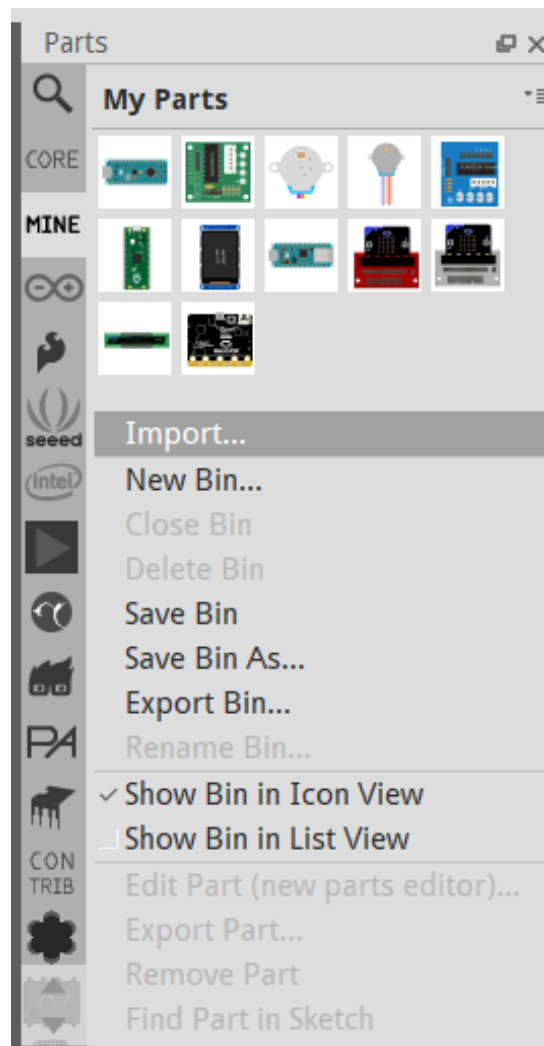 Parts
My Parts
CORE
MINE
seeed
intel
PA
CON
TRIB
Import...
New Bin...
Close Bin
Delete Bin
Save Bin
Save Bin As...
Export Bin...
Rename Bin...
Show Bin in Icon View
Show Bin in List View
Edit Part (new parts editor)...
Export Part...
Remove Part
Find Part in Sketch